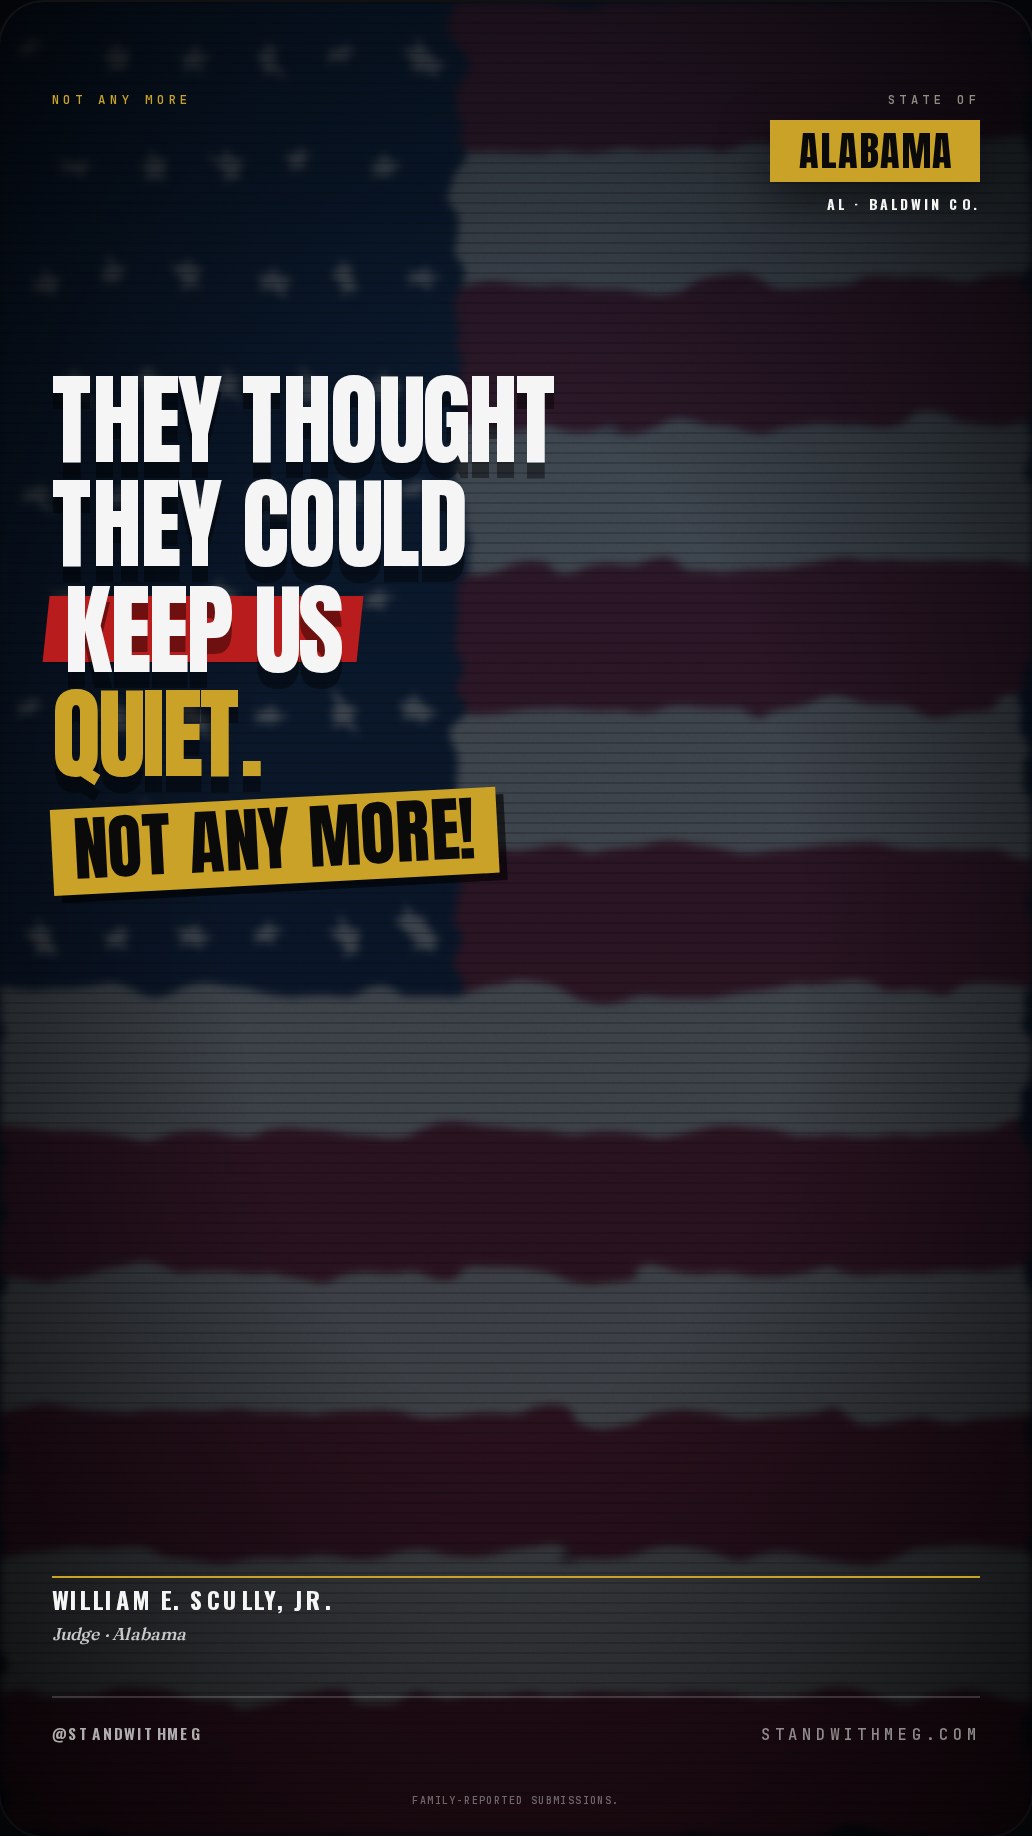 NOT ANY MORE
STATE OF
ALABAMA
AL · BALDWIN CO.
THEY THOUGHT
THEY COULD
KEEP US
QUIET.
NOT ANY MORE!
WILLIAM E. SCULLY, JR.
Judge · Alabama
@STANDWITHMEG
STANDWITHMEG.COM
FAMILY-REPORTED SUBMISSIONS.